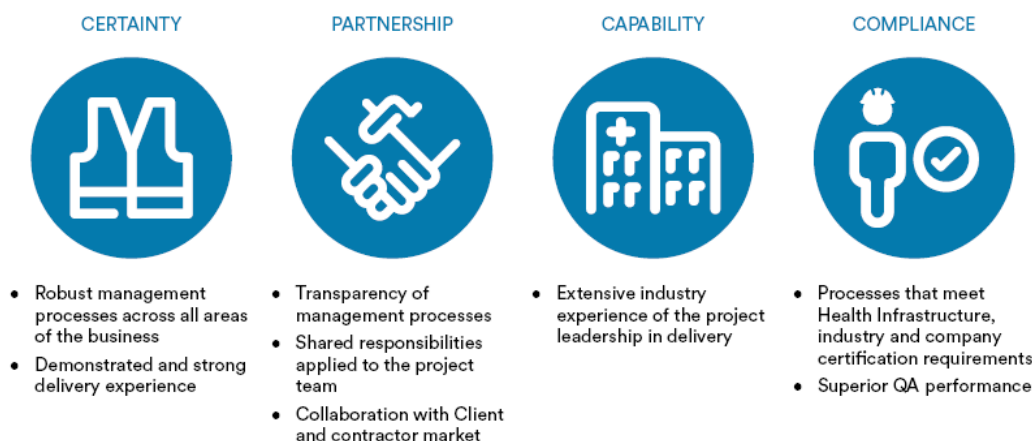 CERTAINTY
• Robust management
processes across all areas
of the business
• Demonstrated and strong
delivery experience
PARTNERSHIP
• Transparency of
management processes
• Shared responsibilities
applied to the project
team
• Collaboration with Client
and contractor market
CAPABILITY
• Extensive industry
experience of the project
leadership in delivery
COMPLIANCE
• Processes that meet
Health Infrastructure,
industry and company
certification requirements
• Superior QA performance